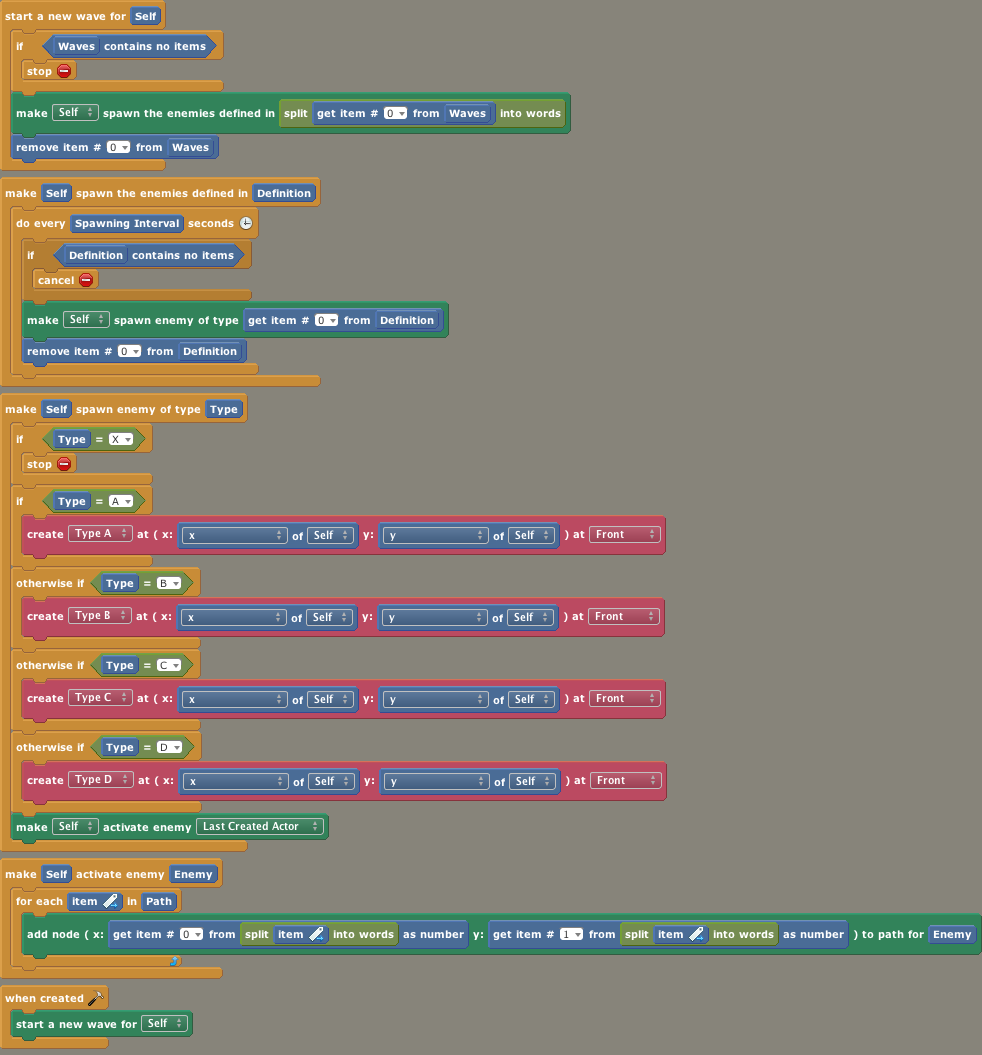 start a new wave for Self
if Waves contains no items
stop
make Self spawn the enemies defined in split get item # 0 from Waves into words
remove item # 0 from Waves
make Self spawn the enemies defined in Definition
do every Spawning Interval seconds
if Definition contains no items
cancel
make Self spawn enemy of type get item # 0 from Definition
remove item # 0 from Definition
make Self spawn enemy of type Type
if Type = X
stop
if Type = A
create Type A at ( x: x of Self y: y of Self ) at Front
otherwise if Type = B
create Type B at ( x: x of Self y: y of Self ) at Front
otherwise if Type = C
create Type C at ( x: x of Self y: y of Self ) at Front
otherwise if Type = D
create Type D at ( x: x of Self y: y of Self ) at Front
make Self activate enemy Last Created Actor
make Self activate enemy Enemy
for each item in Path
add node ( x: get item # 0 from split item into words as number y: get item # 1 from split item into words as number ) to path for Enemy
when created
start a new wave for Self